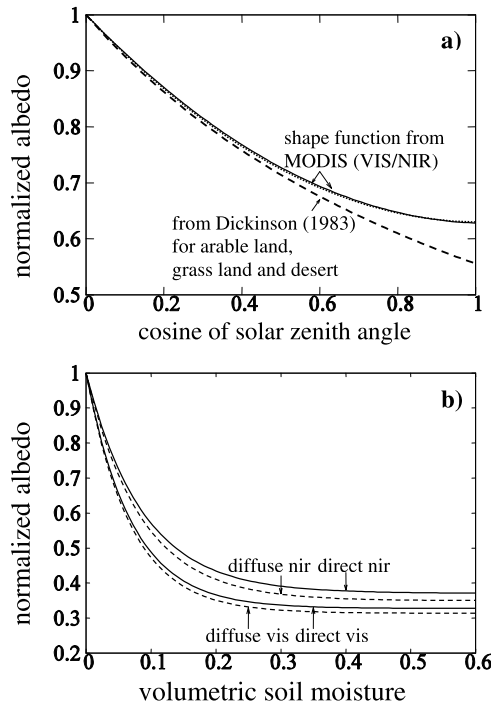 a)
normalized albedo
1
0.9
0.8
0.7
0.6
0.5
shape function from
MODIS (VIS/NIR)
from Dickinson (1983)
for arable land,
grass land and desert
0 0.2 0.4 0.6 0.8 1
cosine of solar zenith angle
b)
normalized albedo
1
0.9
0.8
0.7
0.6
0.5
0.4
0.3
0.2
diffuse nir direct nir
diffuse vis direct vis
0 0.1 0.2 0.3 0.4 0.5 0.6
volumetric soil moisture